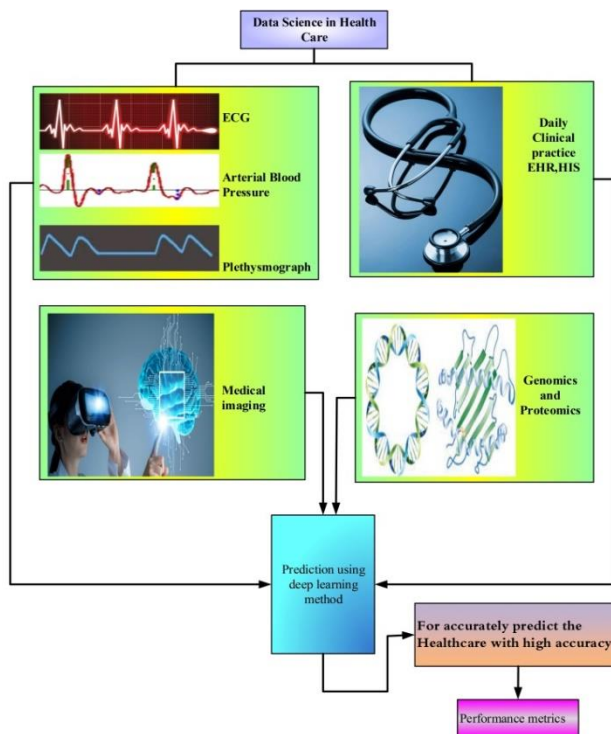 Data Science in Health
Care
ECG
Arterial Blood
Pressure
Plethysmograph
Daily
Clinical
practice
EHR,HIS
Medical
imaging
Genomics
and
Proteomics
Prediction using
deep learning
method
For accurately predict the
Healthcare with high accuracy
Performance metrics